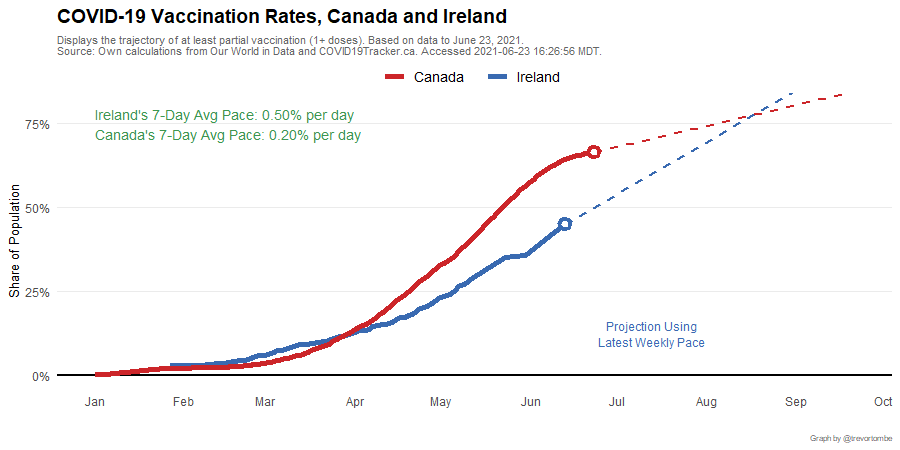 COVID-19 Vaccination Rates, Canada and Ireland
Displays the trajectory of at least partial vaccination (1+ doses). Based on data to June 23, 2021.
Source: Own calculations from Our World in Data and COVID19Tracker.ca. Accessed 2021-06-23 16:26:56 MDT.
Canada Ireland
Ireland's 7-Day Avg Pace: 0.50% per day
Canada's 7-Day Avg Pace: 0.20% per day
75%
50%
25%
0%
Share of Population
Projection Using
Latest Weekly Pace
Jan Feb Mar Apr May Jun Jul Aug Sep Oct
Graph by @trevortombe